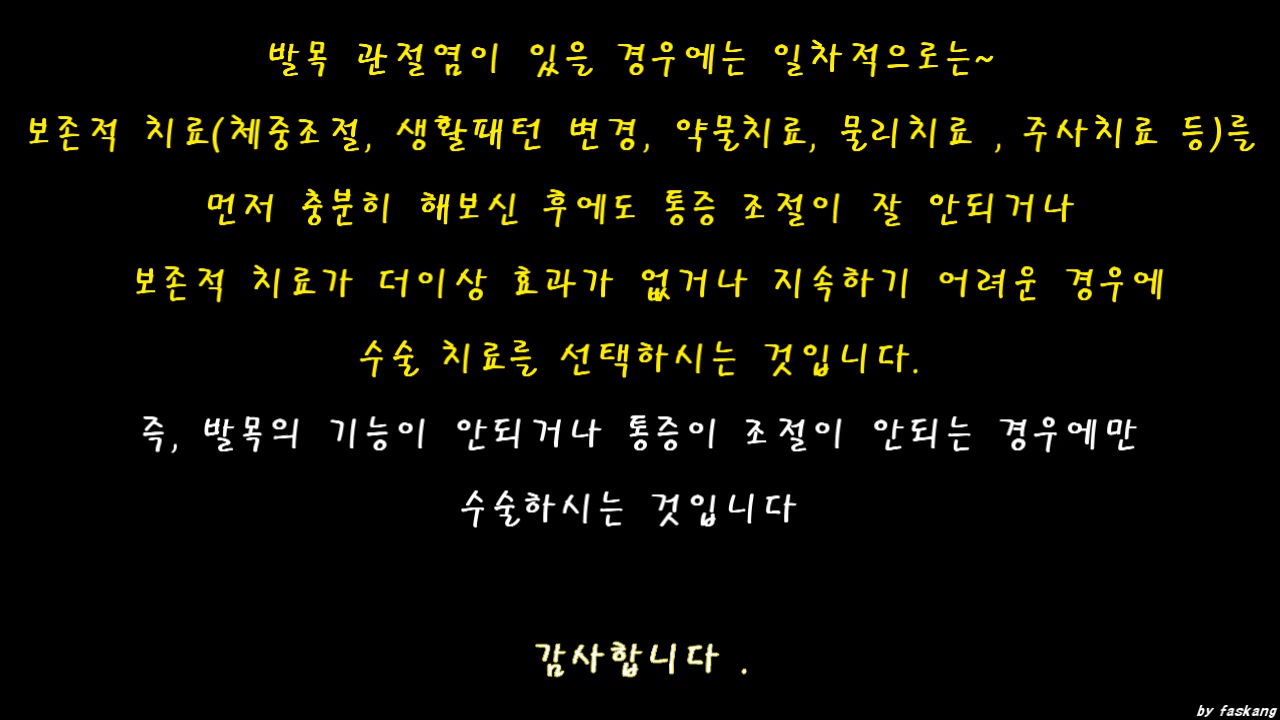 발목 관절염이 있을 경우에는 일차적으로는~
보존적 치료(체중조절, 생활패턴 변경, 약물치료, 물리치료 , 주사치료 등)를
먼저 충분히 해보신 후에도 통증 조절이 잘 안되거나
보존적 치료가 더이상 효과가 없거나 지속하기 어려운 경우에
수술 치료를 선택하시는 것입니다.
즉, 발목의 기능이 안되거나 통증이 조절이 안되는 경우에만
수술하시는 것입니다
감사합니다 .
by faskang